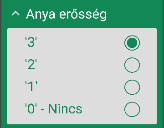 Anya erősség
'3'
'2'
'1'
'0' - Nincs